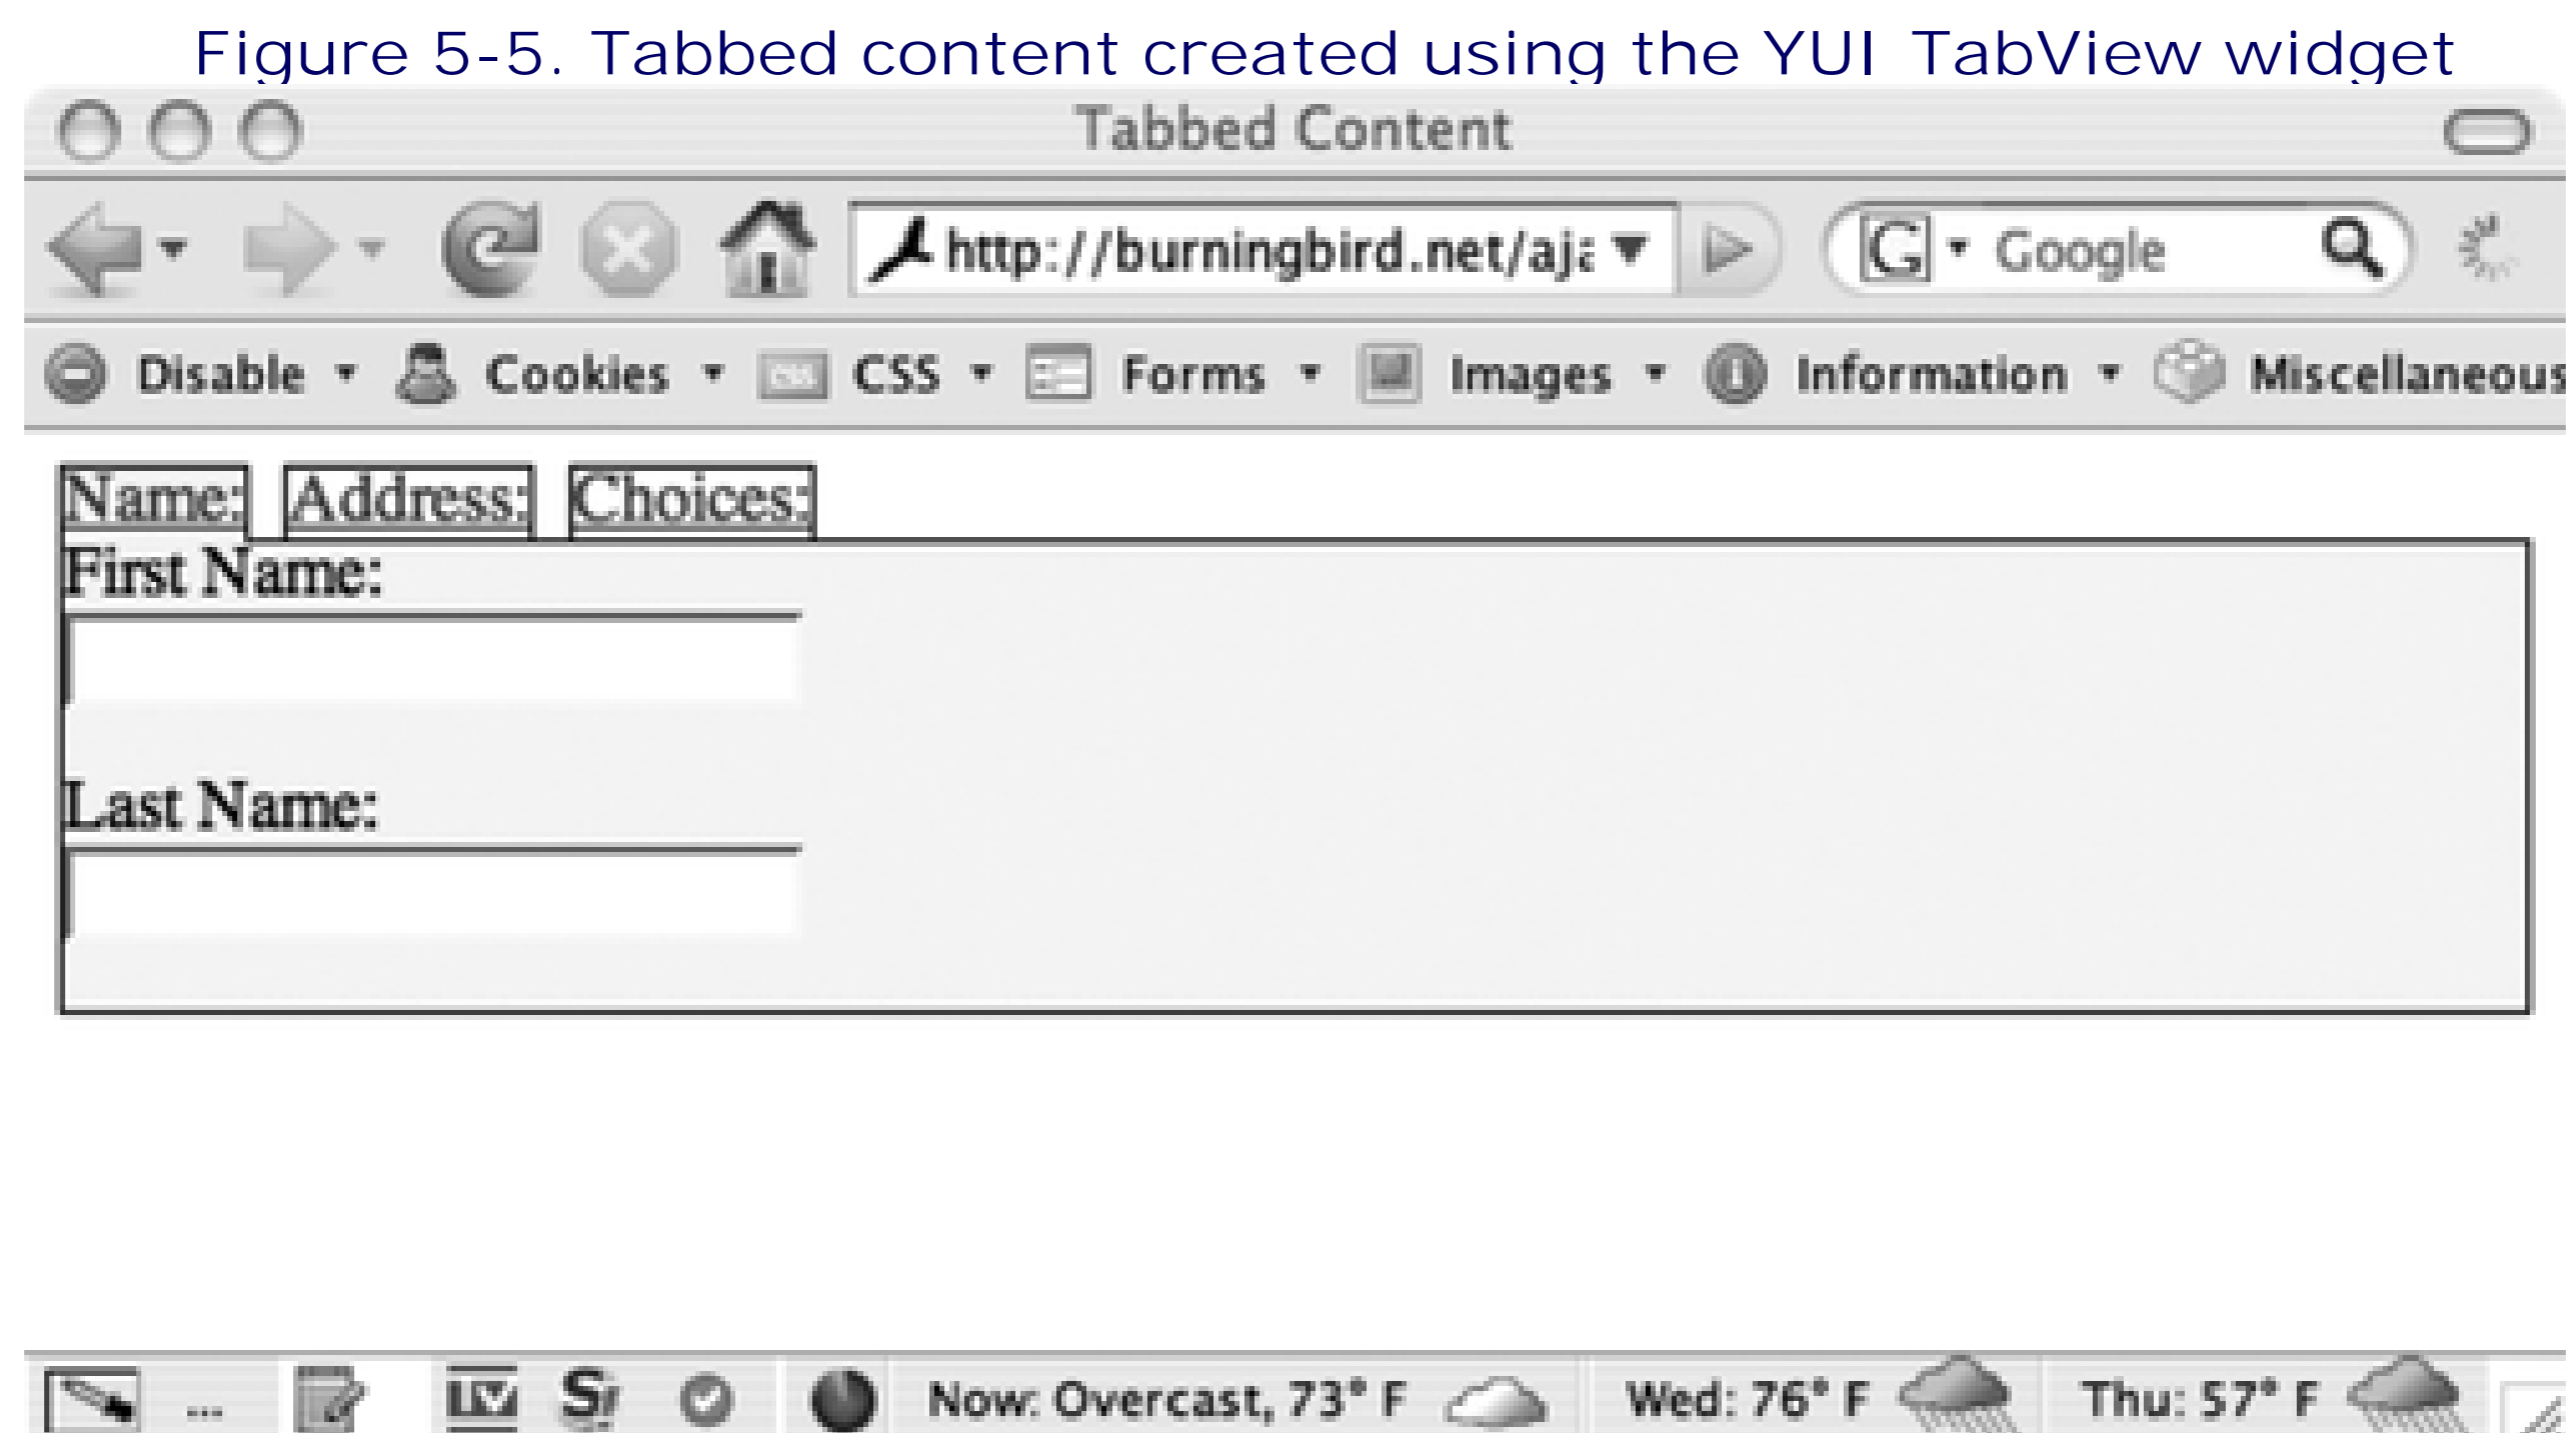 Figure 5-5. Tabbed content created using the YUI TabView widget
Tabbed Content
http://burningbird.net/aja G Google
Disable Cookies CSS Forms Images Information Miscellaneous
Name: Address: Choices:
First Name:
Last Name:
... S! Now: Overcast, 73° F Wed: 76° F Thu: 57° F